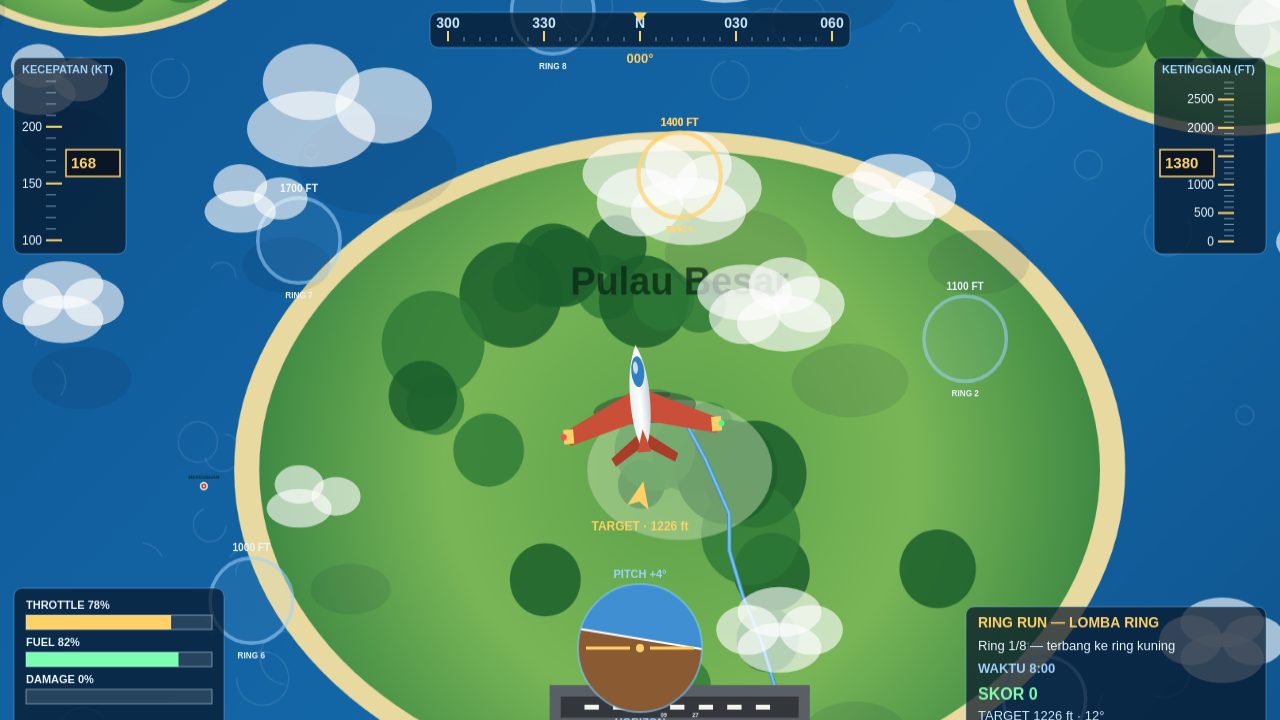 300 330 N 030 060
000°
RING 8
KECEPATAN (KT)
200
168
150
100
KETINGGIAN (FT)
2500
2000
1380
1000
500
0
1400 FT
1700 FT
RING 7
Pulau Besar
1100 FT
RING 2
TARGET · 1226 ft
1000 FT
RING 6
PITCH +4°
THROTTLE 78%
FUEL 82%
DAMAGE 0%
RING RUN — LOMBA RING
Ring 1/8 — terbang ke ring kuning
WAKTU 8:00
SKOR 0
TARGET 1226 ft · 12°
09 27
HORIZON